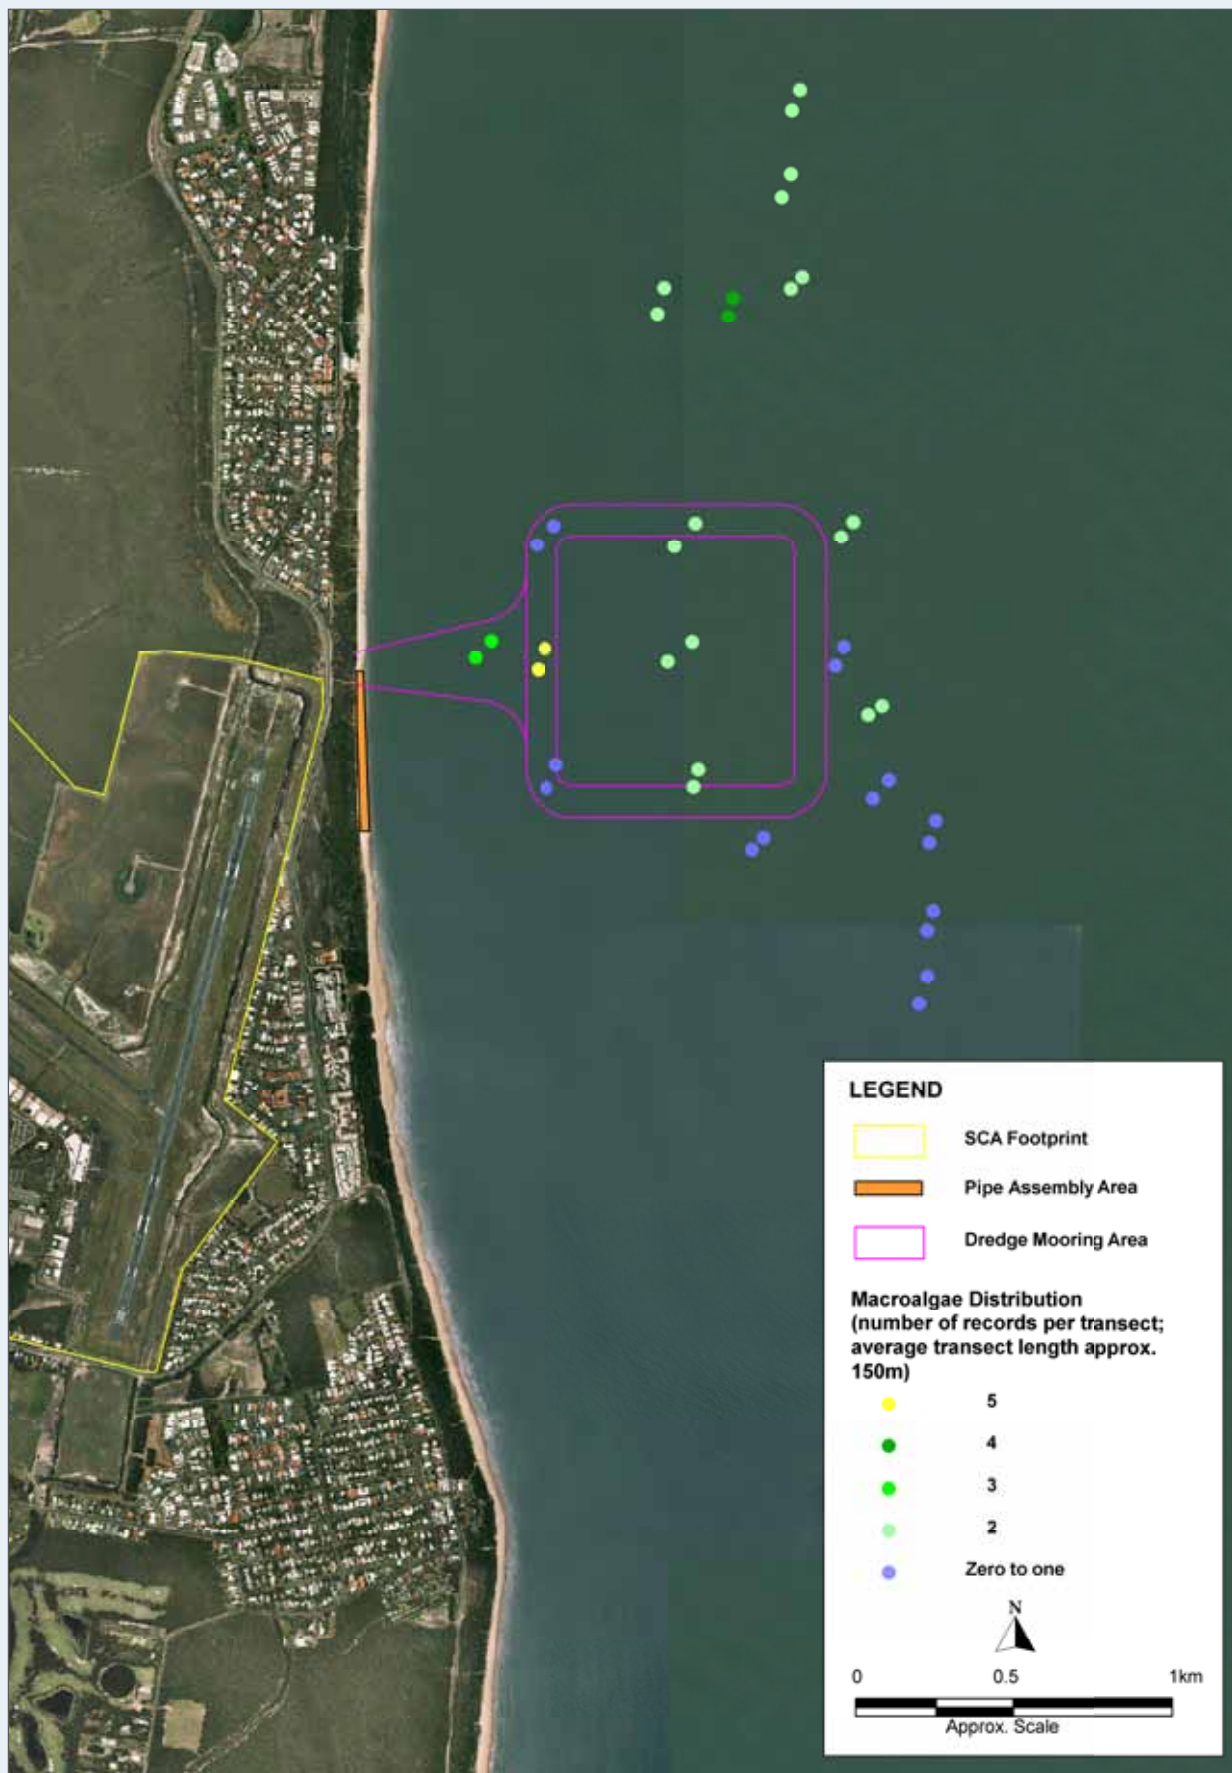 LEGEND
SCA Footprint
Pipe Assembly Area
Dredge Mooring Area
Macroalgae Distribution
(number of records per transect;
average transect length approx.
150m)
5
4
3
2
Zero to one
N
0 0.5 1km
Approx. Scale